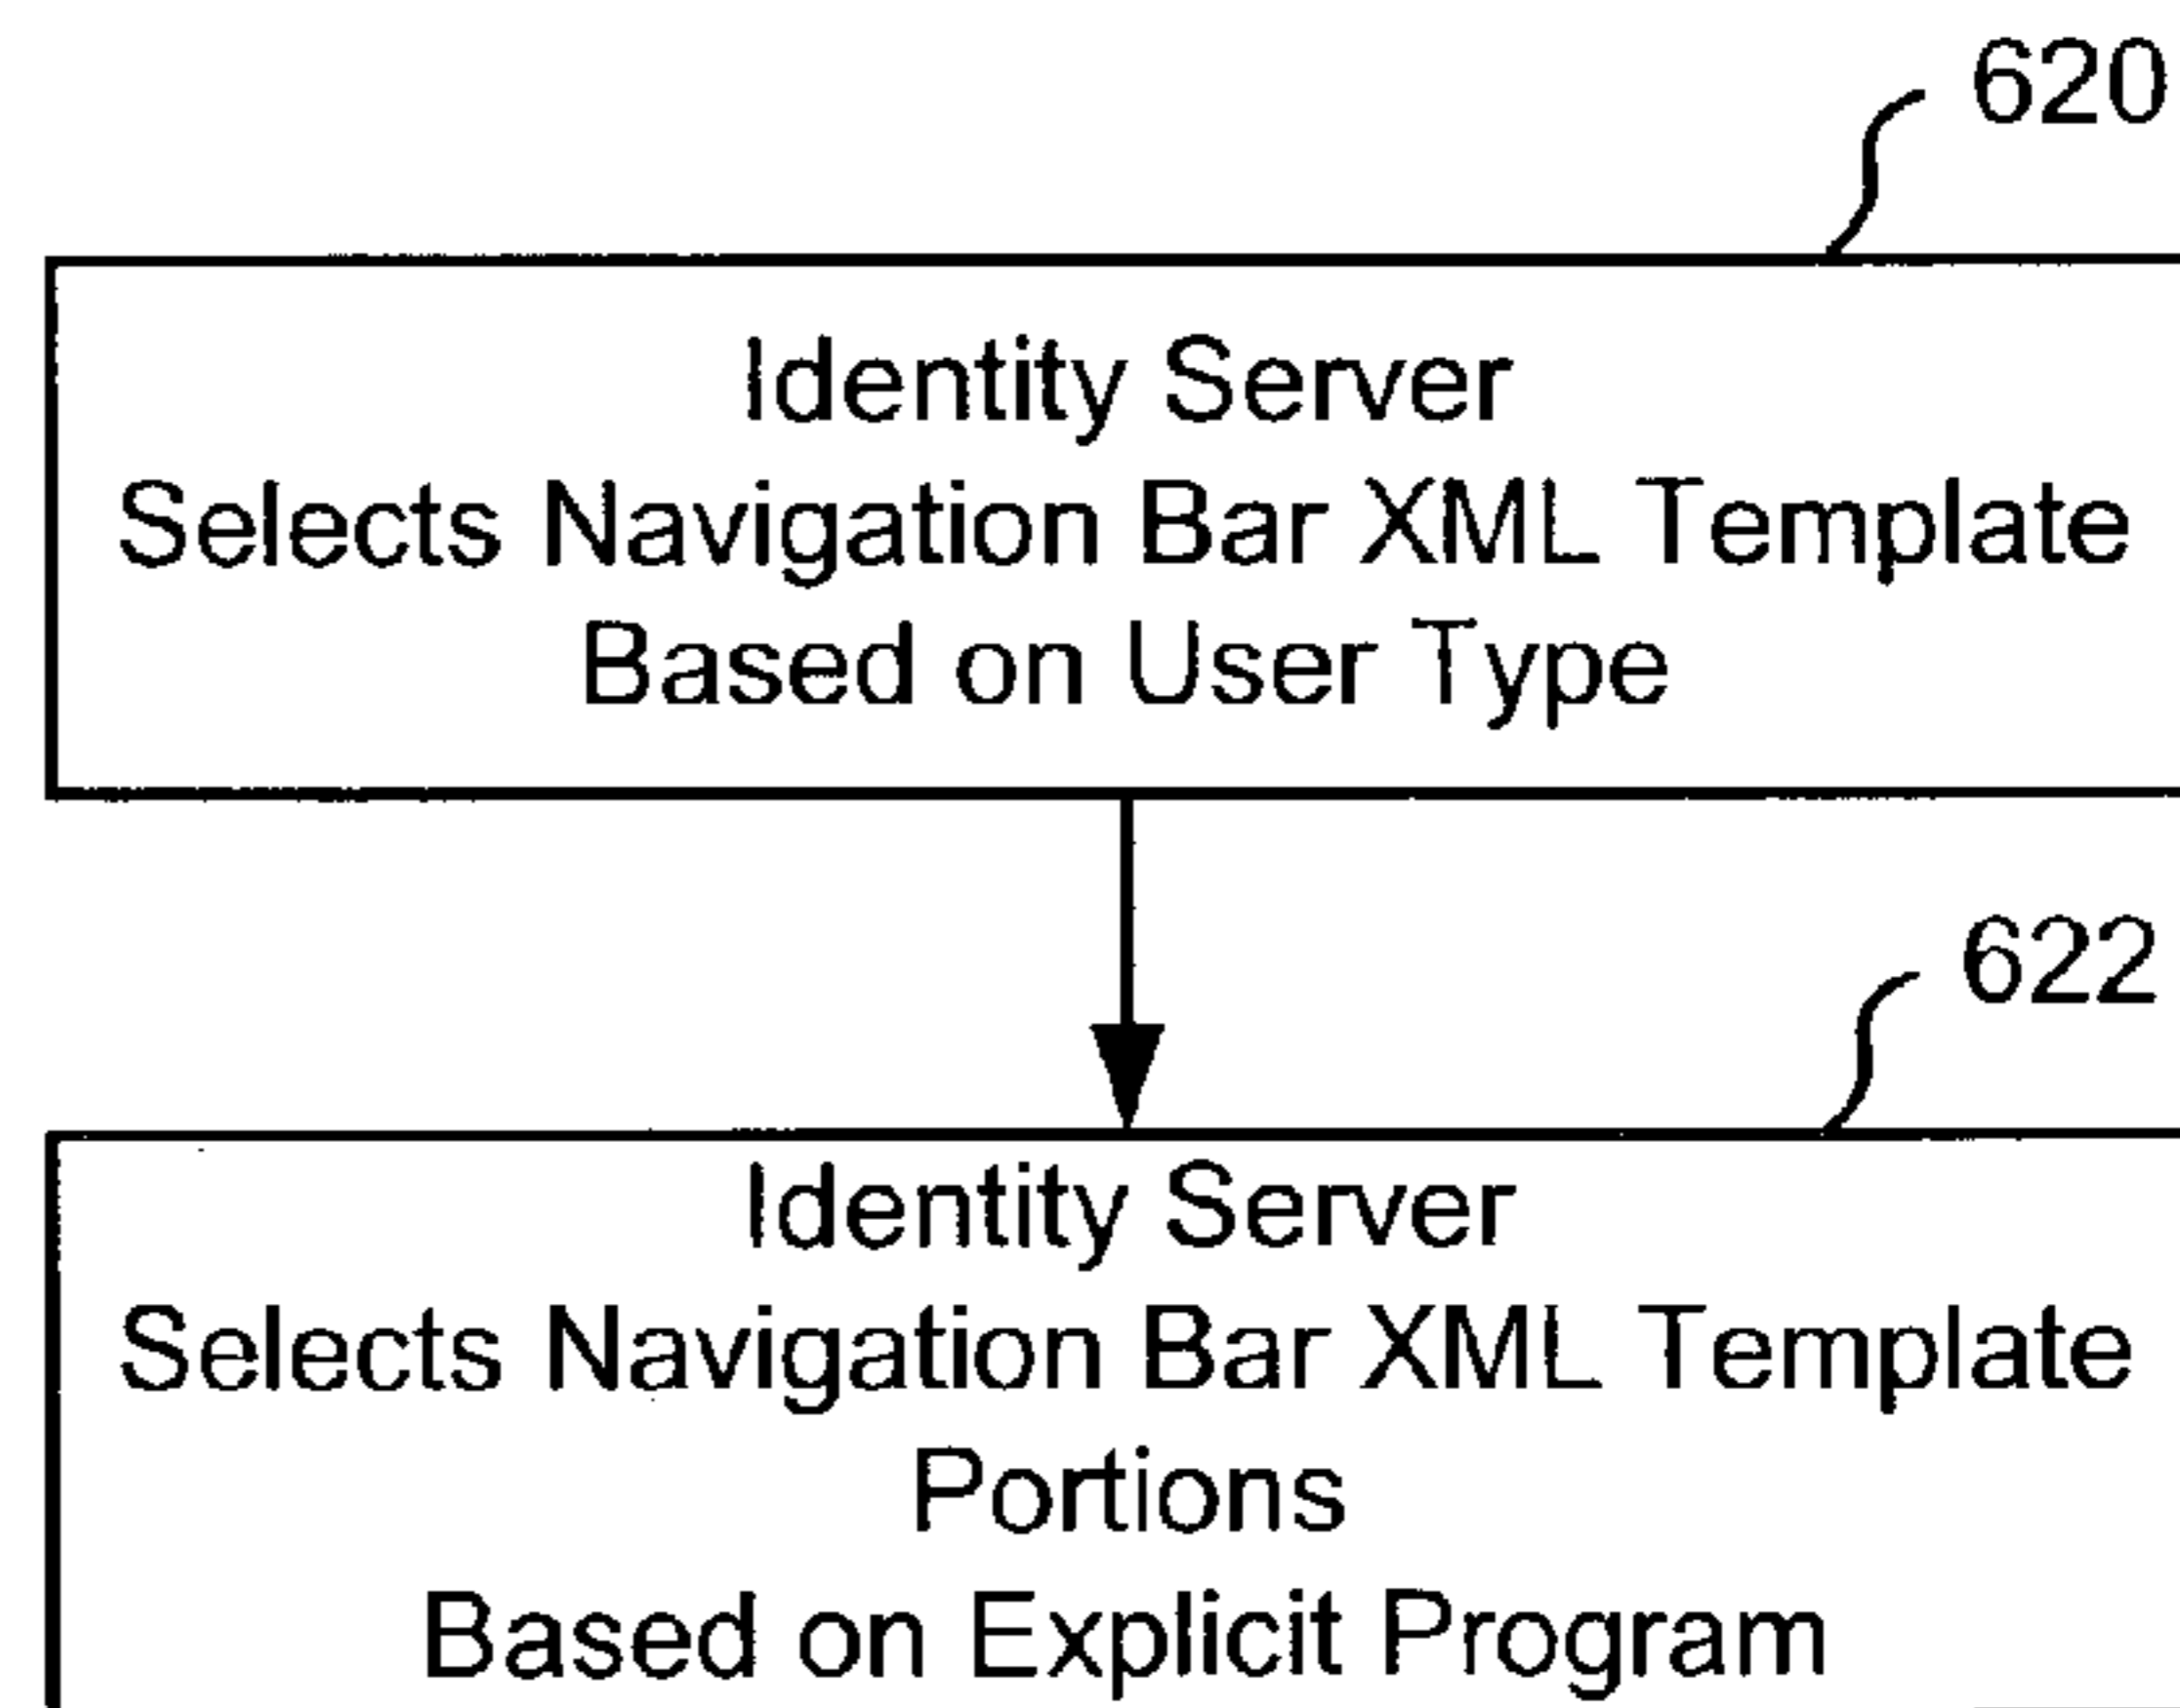 620
Identity Server
Selects Navigation Bar XML Template
Based on User Type
622
Identity Server
Selects Navigation Bar XML Template
Portions
Based on Explicit Program